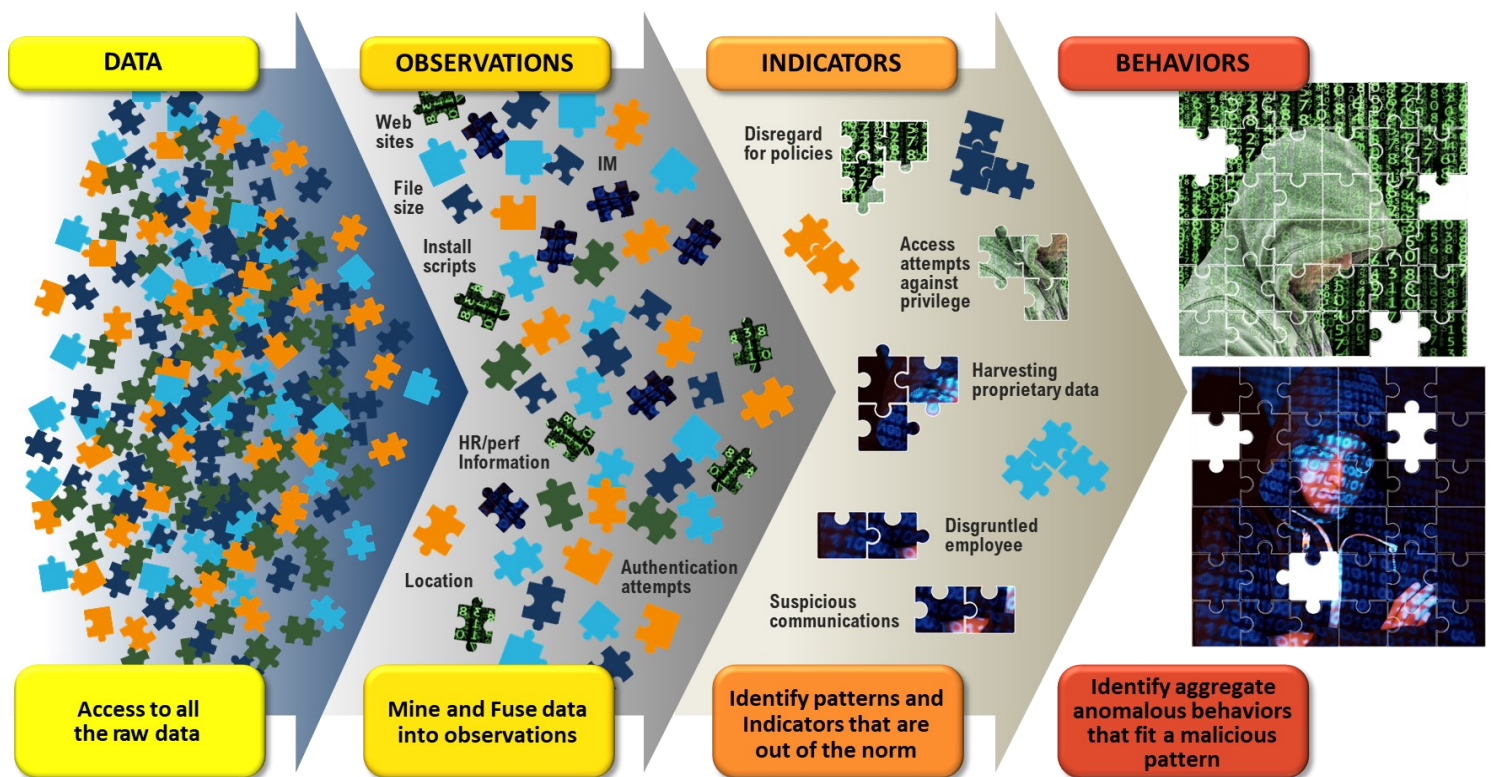 DATA
OBSERVATIONS
INDICATORS
BEHAVIORS
Web
sites
IM
File
size
Install
scripts
HR/perf
Information
Location
Authentication
attempts
Disregard
for policies
Access
attempts
against
privilege
Harvesting
proprietary data
Disgruntled
employee
Suspicious
communications
Access to all
the raw data
Mine and Fuse data
into observations
Identify patterns and
Indicators that are
out of the norm
Identify aggregate
anomalous behaviors
that fit a malicious
pattern